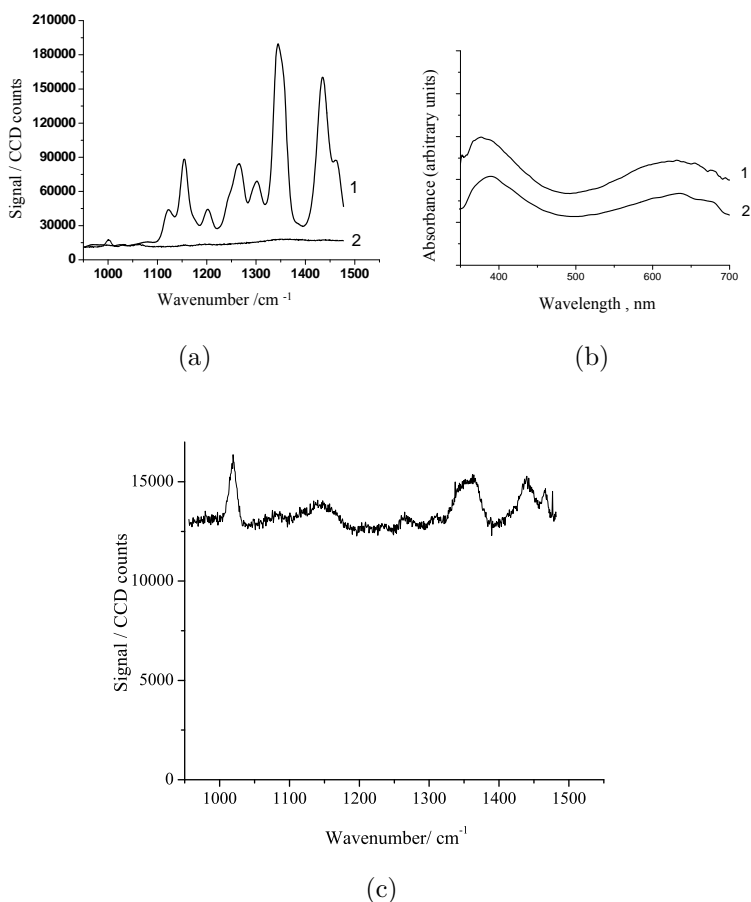 Signal / CCD counts
210000
180000
150000
120000
90000
60000
30000
0
1
2
1000 1100 1200 1300 1400 1500
Wavenumber /cm -1
(a)
Absorbance (arbitrary units)
1
2
400 500 600 700
Wavelength , nm
(b)
Signal / CCD counts
15000
10000
5000
0
1000 1100 1200 1300 1400 1500
Wavenumber/ cm-1
(c)